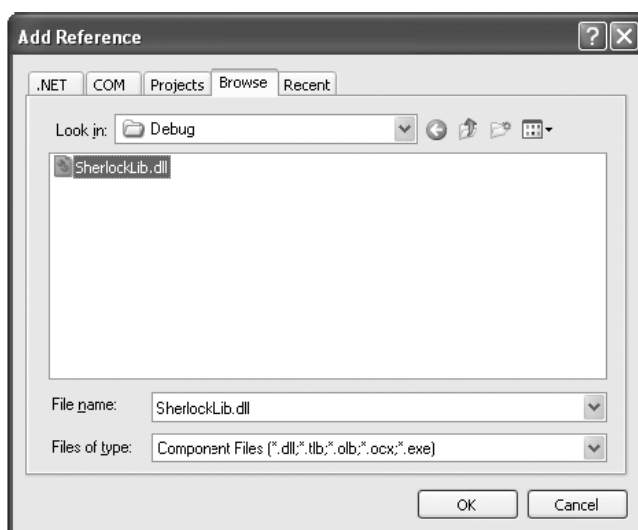 Add Reference
.NET COM Projects Browse Recent
Look in: Debug
SherlockLib.dll
File name: SherlockLib.dll
Files of type: Component Files (*.dll;*.tlb;*.olb;*.ocx;*.exe)
OK Cancel